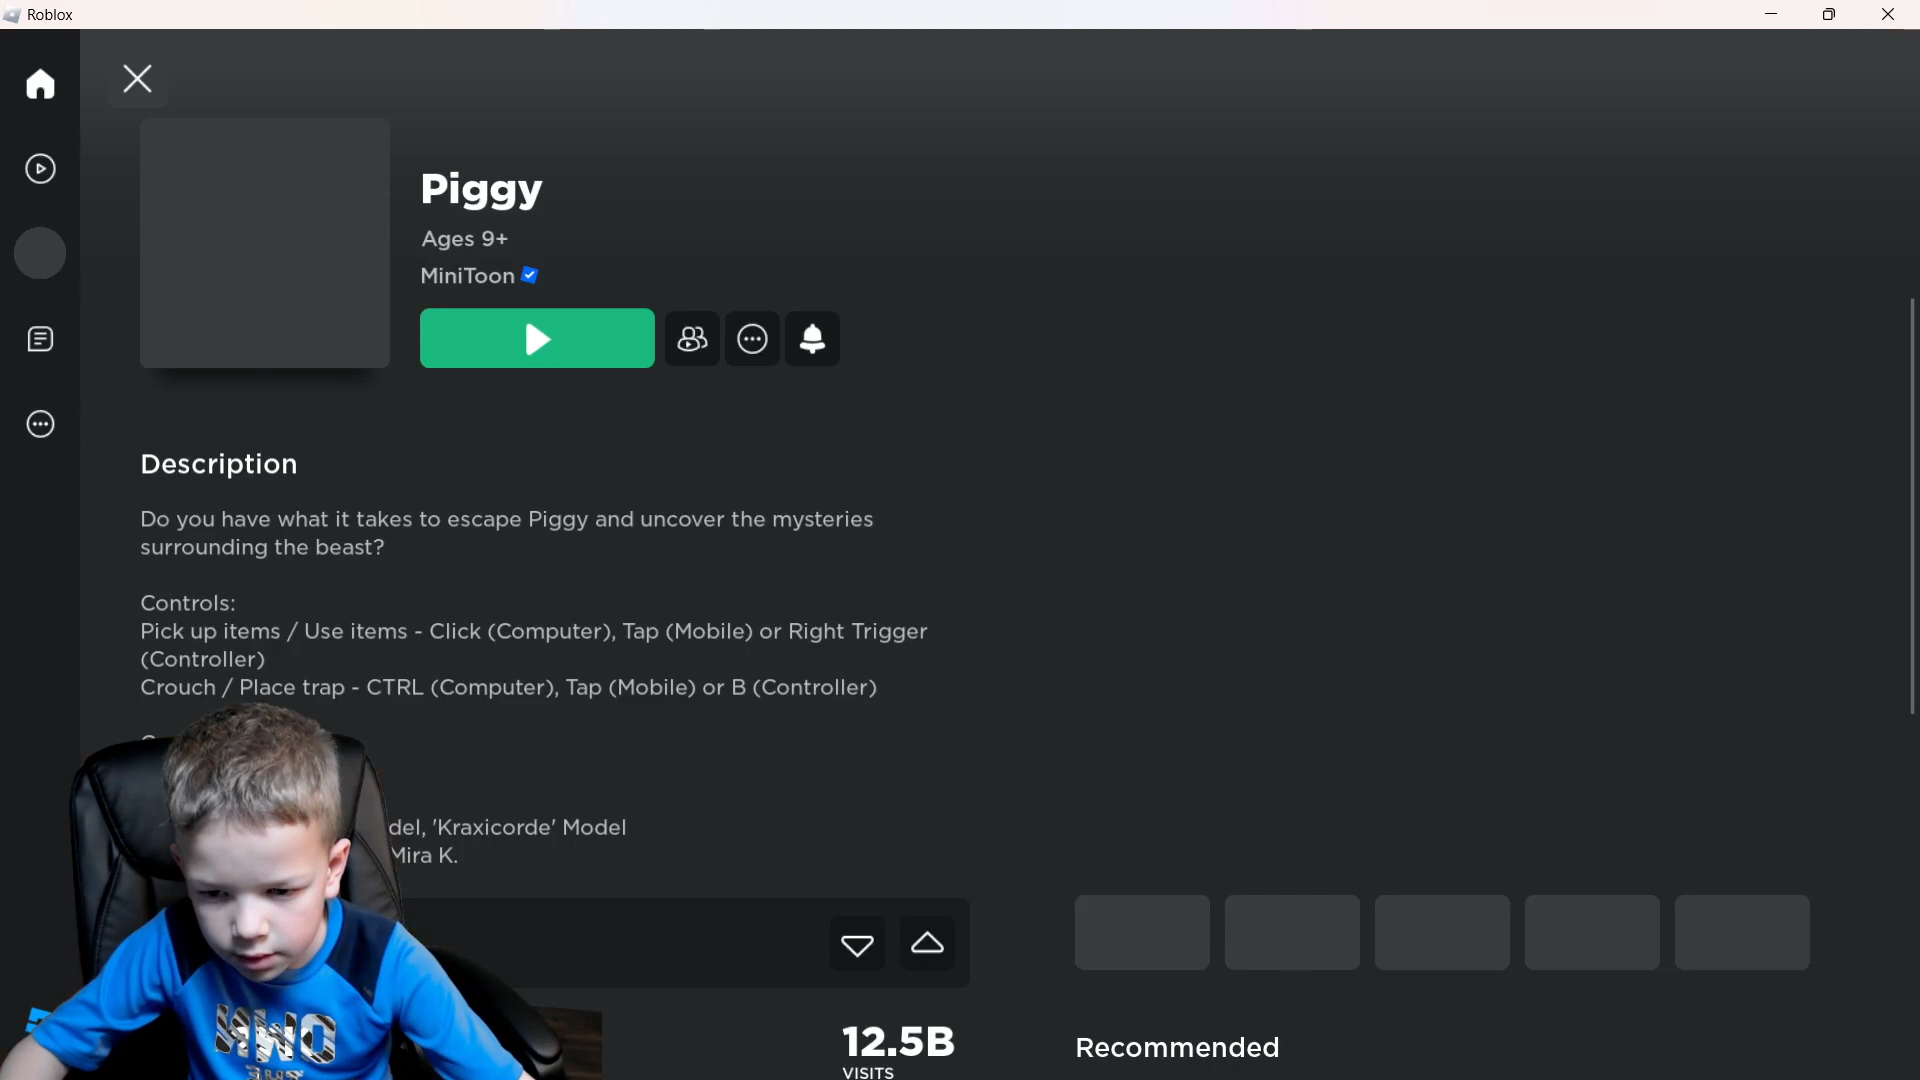 Roblox
Piggy
Ages 9+
MiniToon
Description
Do you have what it takes to escape Piggy and uncover the mysteries
surrounding the beast?
Controls:
Pick up items / Use items - Click (Computer), Tap (Mobile) or Right Trigger
(Controller)
Crouch / Place trap - CTRL (Computer), Tap (Mobile) or B (Controller)
del, 'Kraxicorde' Model
Mira K.
OWN
THE
12.5B
VISITS
Recommended